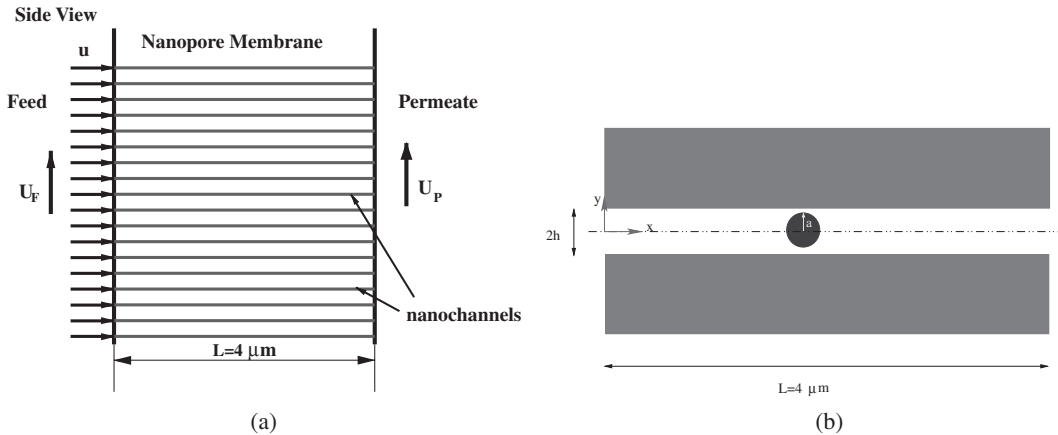 Side View
u
Nanopore Membrane
Feed
Permeate
U_F
U_P
nanochannels
L=4 μm
(a)
y
x
a
2h
L=4 μm
(b)